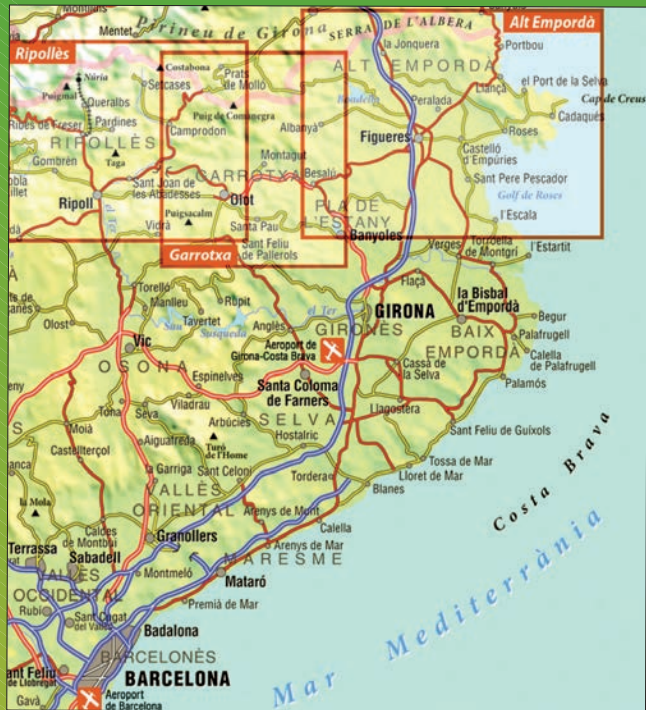 Montlluís
Mentet
Pirineu de Girona
SERRA DE L'ALBERA
Alt Empordà
Ripollès
Costabona
Prats
de Molló
la Jonquera
Portbou
ALT EMPORDÀ
Núria
Setcases
Puigmal
Queralbs
Puig de Comanegra
Boadella
Llançà
el Port de la Selva
Cap de Creus
Peralada
Cadaqués
Ribes de Freser
Pardines
Camprodon
Albanyà
Figueres
Roses
RIPOLLÈS
Castelló
d'Empúries
Gombrèn
Taga
Montagut
GARROTXA
Besalú
Sant Joan de
les Abadesses
Sant Pere Pescador
Ripoll
Olot
Golf de Roses
el Ter
Puigsacalm
PLA DE
L'ESTANY
l'Escala
Vidrà
Santa Pau
Banyoles
Sant Feliu
de Pallerols
Garrotxa
Verges
Torroella
de Montgrí
l'Estartit
Torelló
Flaçà
Manlleu
Rupit
el Ter
GIRONA
la Bisbal
d'Empordà
Olost
Sau
Tavertet
Susqueda
Anglès
GIRONÈS
Begur
Vic
Aeroport de
Girona-Costa Brava
BAIX
EMPORDÀ
Palafrugell
OSONA
Cassà de
la Selva
Calella
de Palafrugell
Espinelves
Santa Coloma
de Farners
Palamós
Tona
Seva
Viladrau
Llagostera
Arbúcies
SELVA
Moià
Aiguafreda
Turó
de l'Home
Hostalric
Sant Feliu de Guíxols
Castellterçol
la Garriga
Sant Celoni
Tordera
Tossa de Mar
Lloret de Mar
Blanes
la Mola
VALLÈS
ORIENTAL
Costa Brava
Caldes
de Montbui
Arenys de Munt
Calella
Granollers
Terrassa
Sabadell
Arenys de Mar
MARESME
VALLÈS
OCCIDENTAL
Montmeló
Mataró
Rubí
Premià de Mar
Sant Cugat
del Vallès
Badalona
Mar Mediterrània
BARCELONÈS
Sant Feliu
de Llobregat
BARCELONA
Gavà
Aeroport
de Barcelona